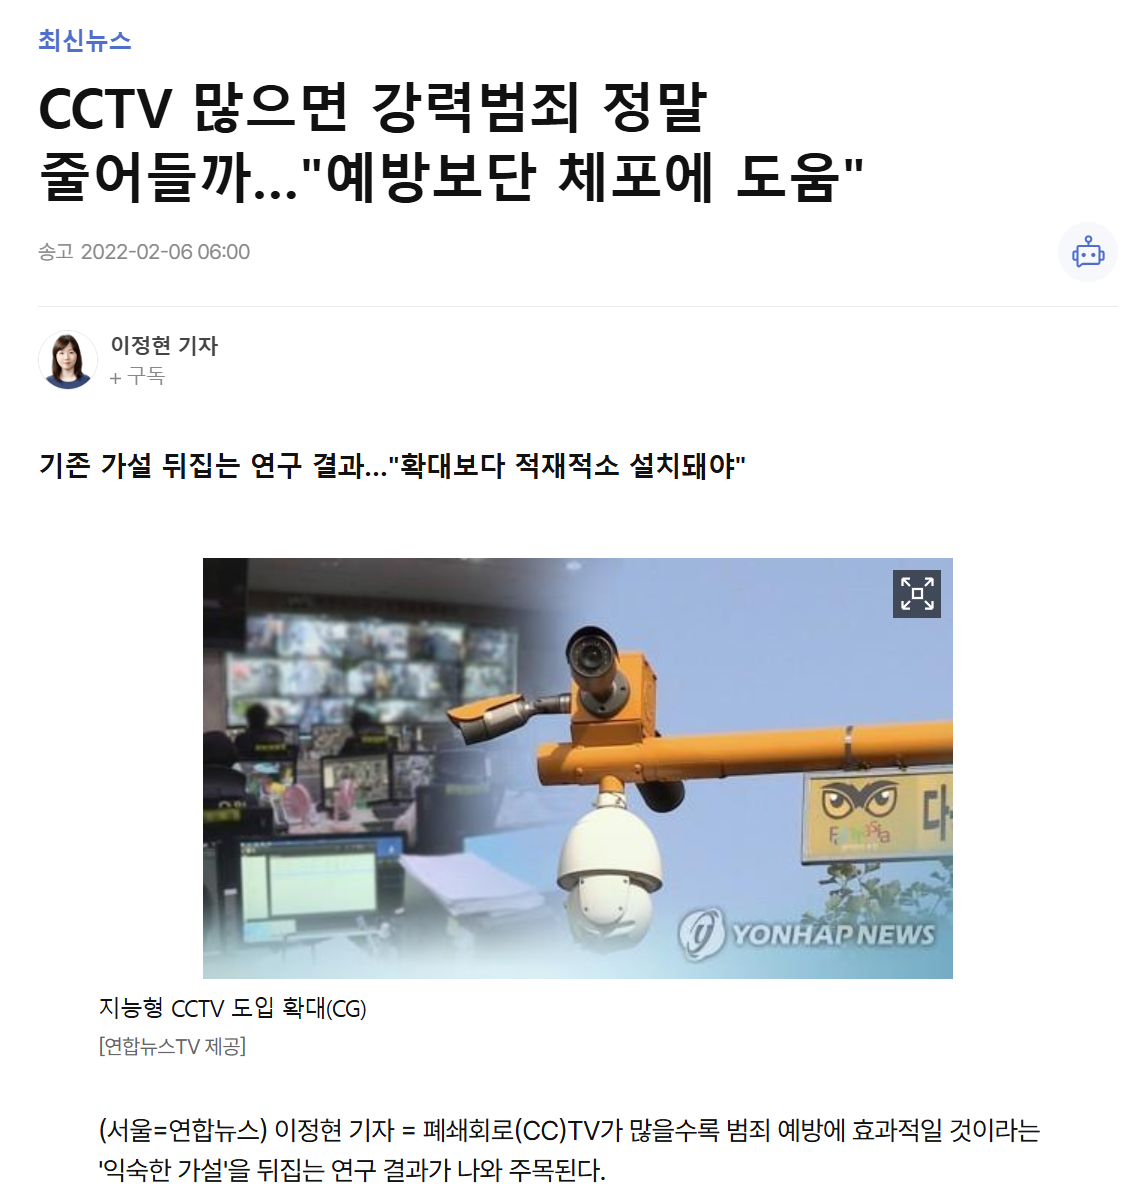 최신뉴스
CCTV 많으면 강력범죄 정말
줄어들까..."예방보단 체포에 도움"
송고 2022-02-06 06:00
이정현 기자
+ 구독
기존 가설 뒤집는 연구 결과..."확대보다 적재적소 설치돼야"
YONHAP NEWS
지능형 CCTV 도입 확대(CG)
[연합뉴스TV 제공]
(서울=연합뉴스) 이정현 기자 = 폐쇄회로(CC)TV가 많을수록 범죄 예방에 효과적일 것이라는
'익숙한 가설'을 뒤집는 연구 결과가 나와 주목된다.